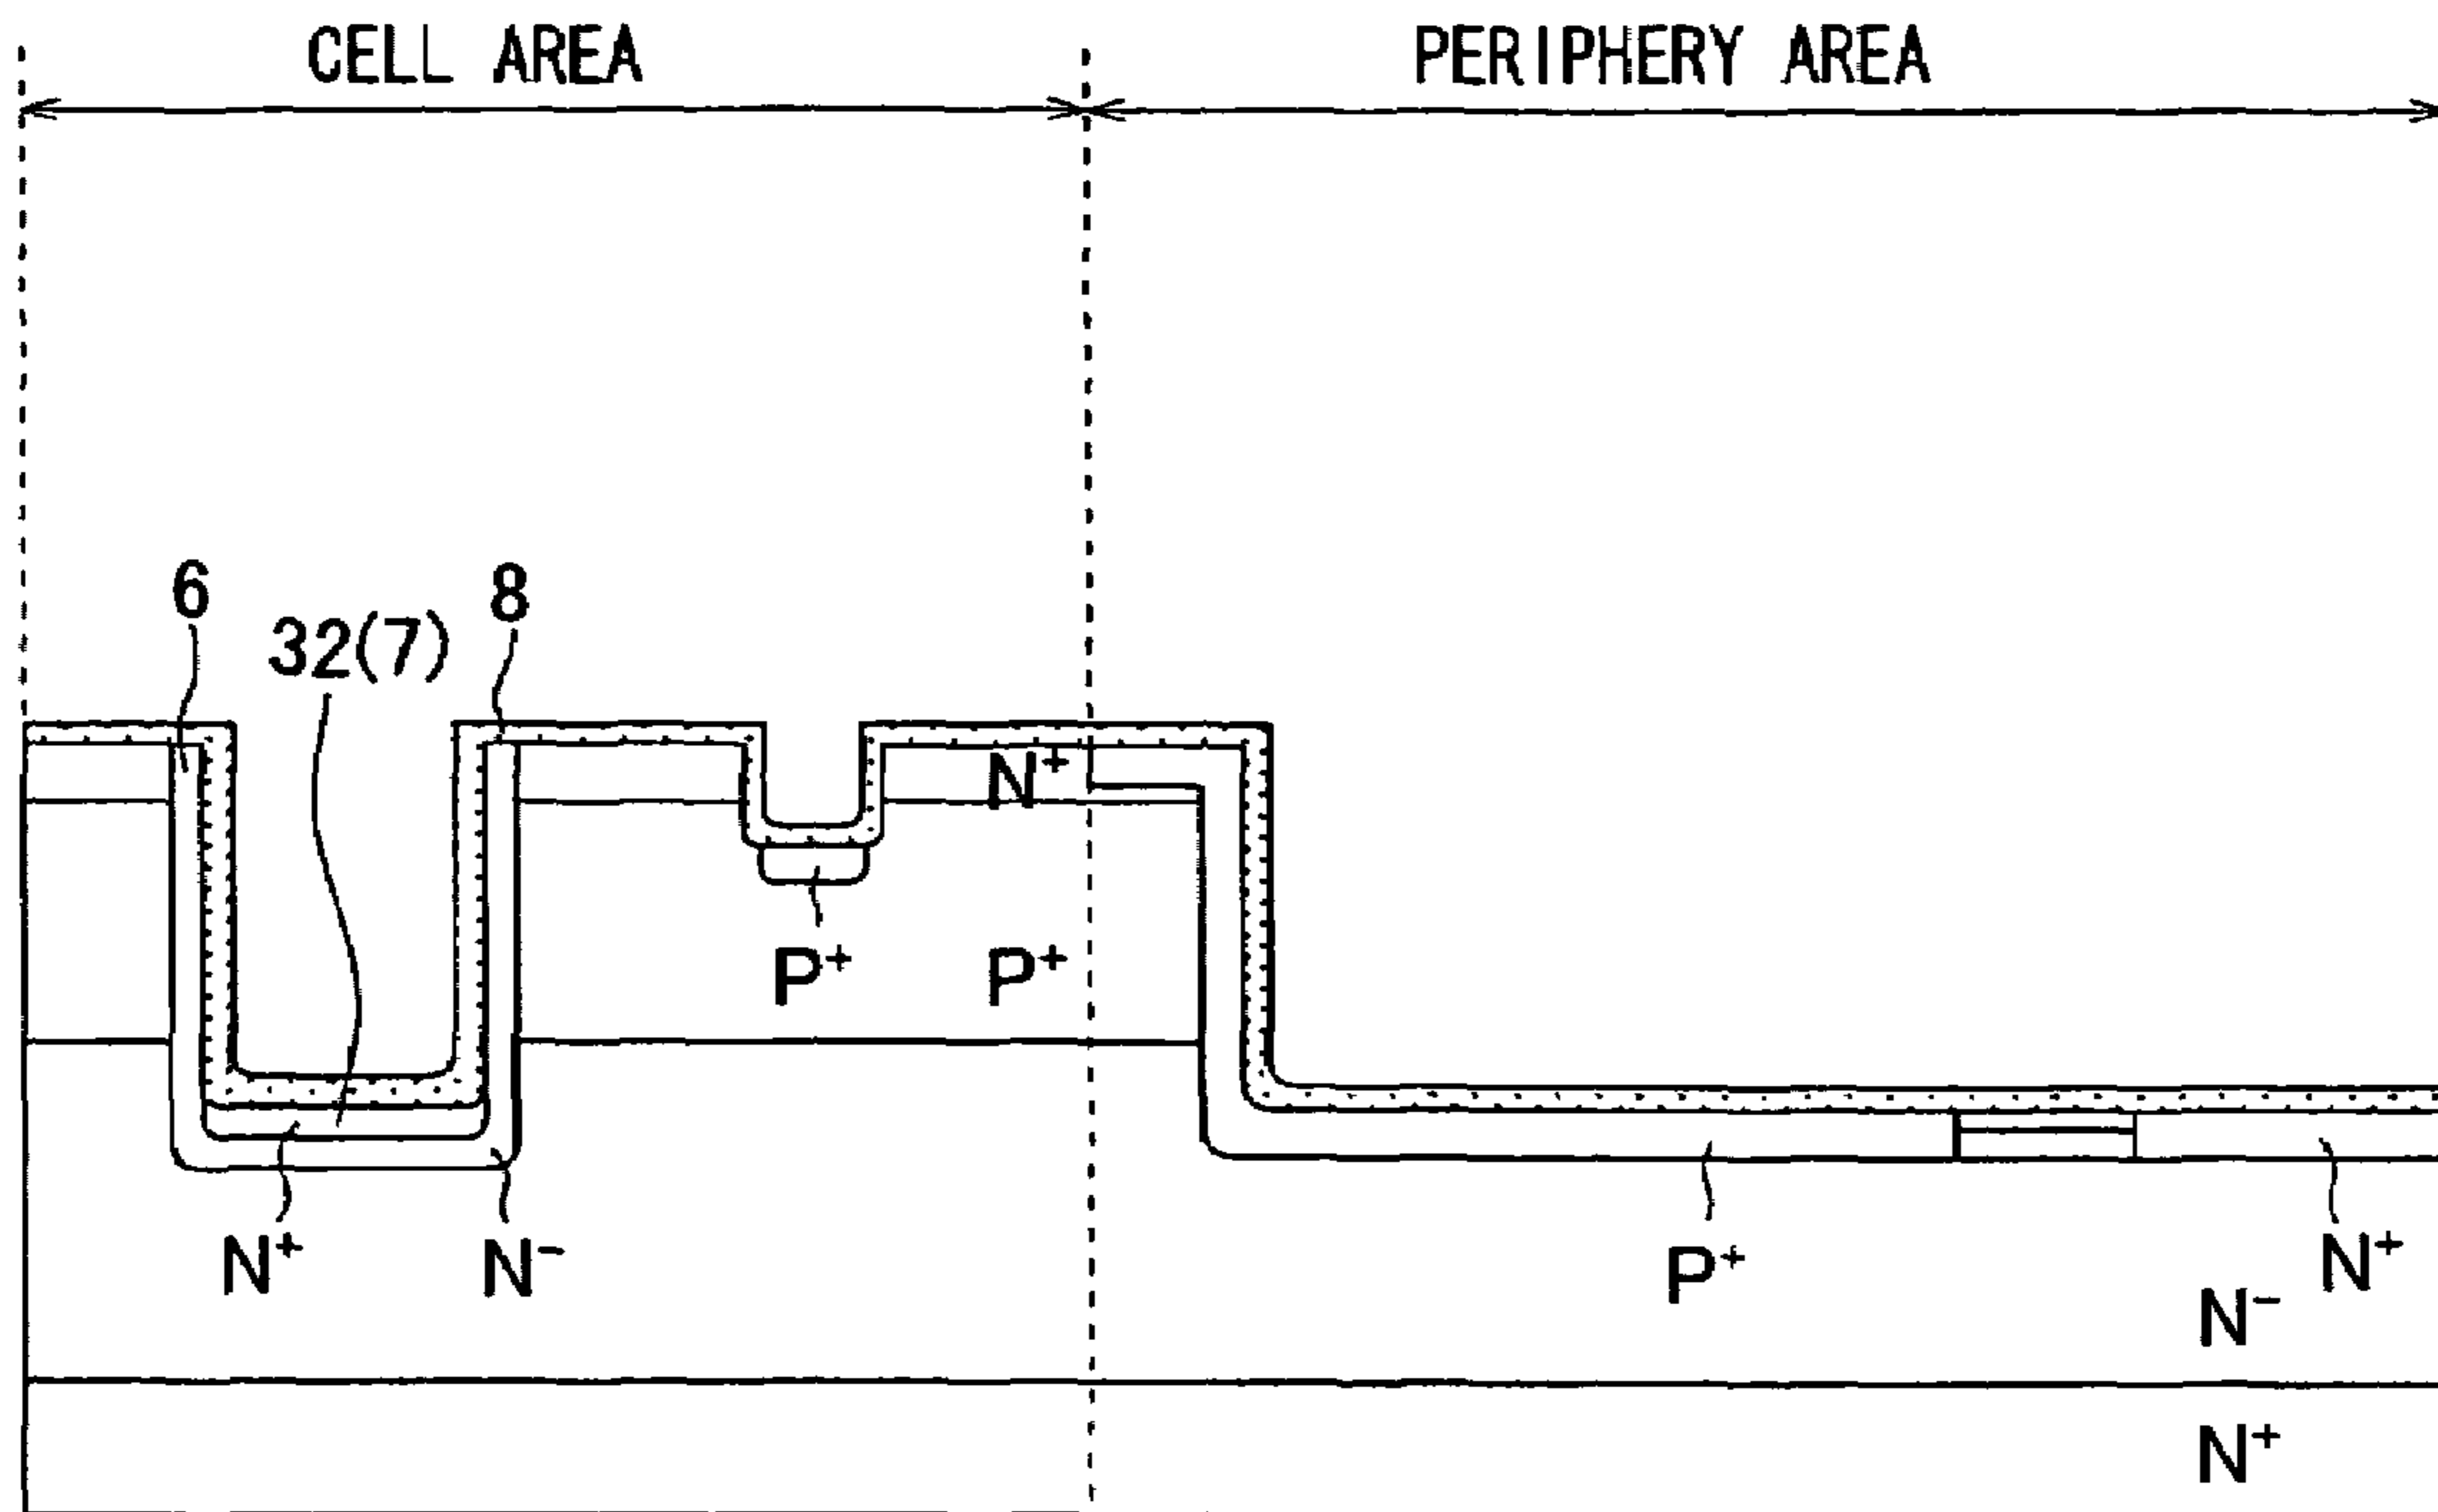 CELL AREA PERIPHERY AREA
6 32(7) 8
N⁺
P⁺ P⁺
N⁺ N⁻ P⁺ N⁺
N⁻
N⁺